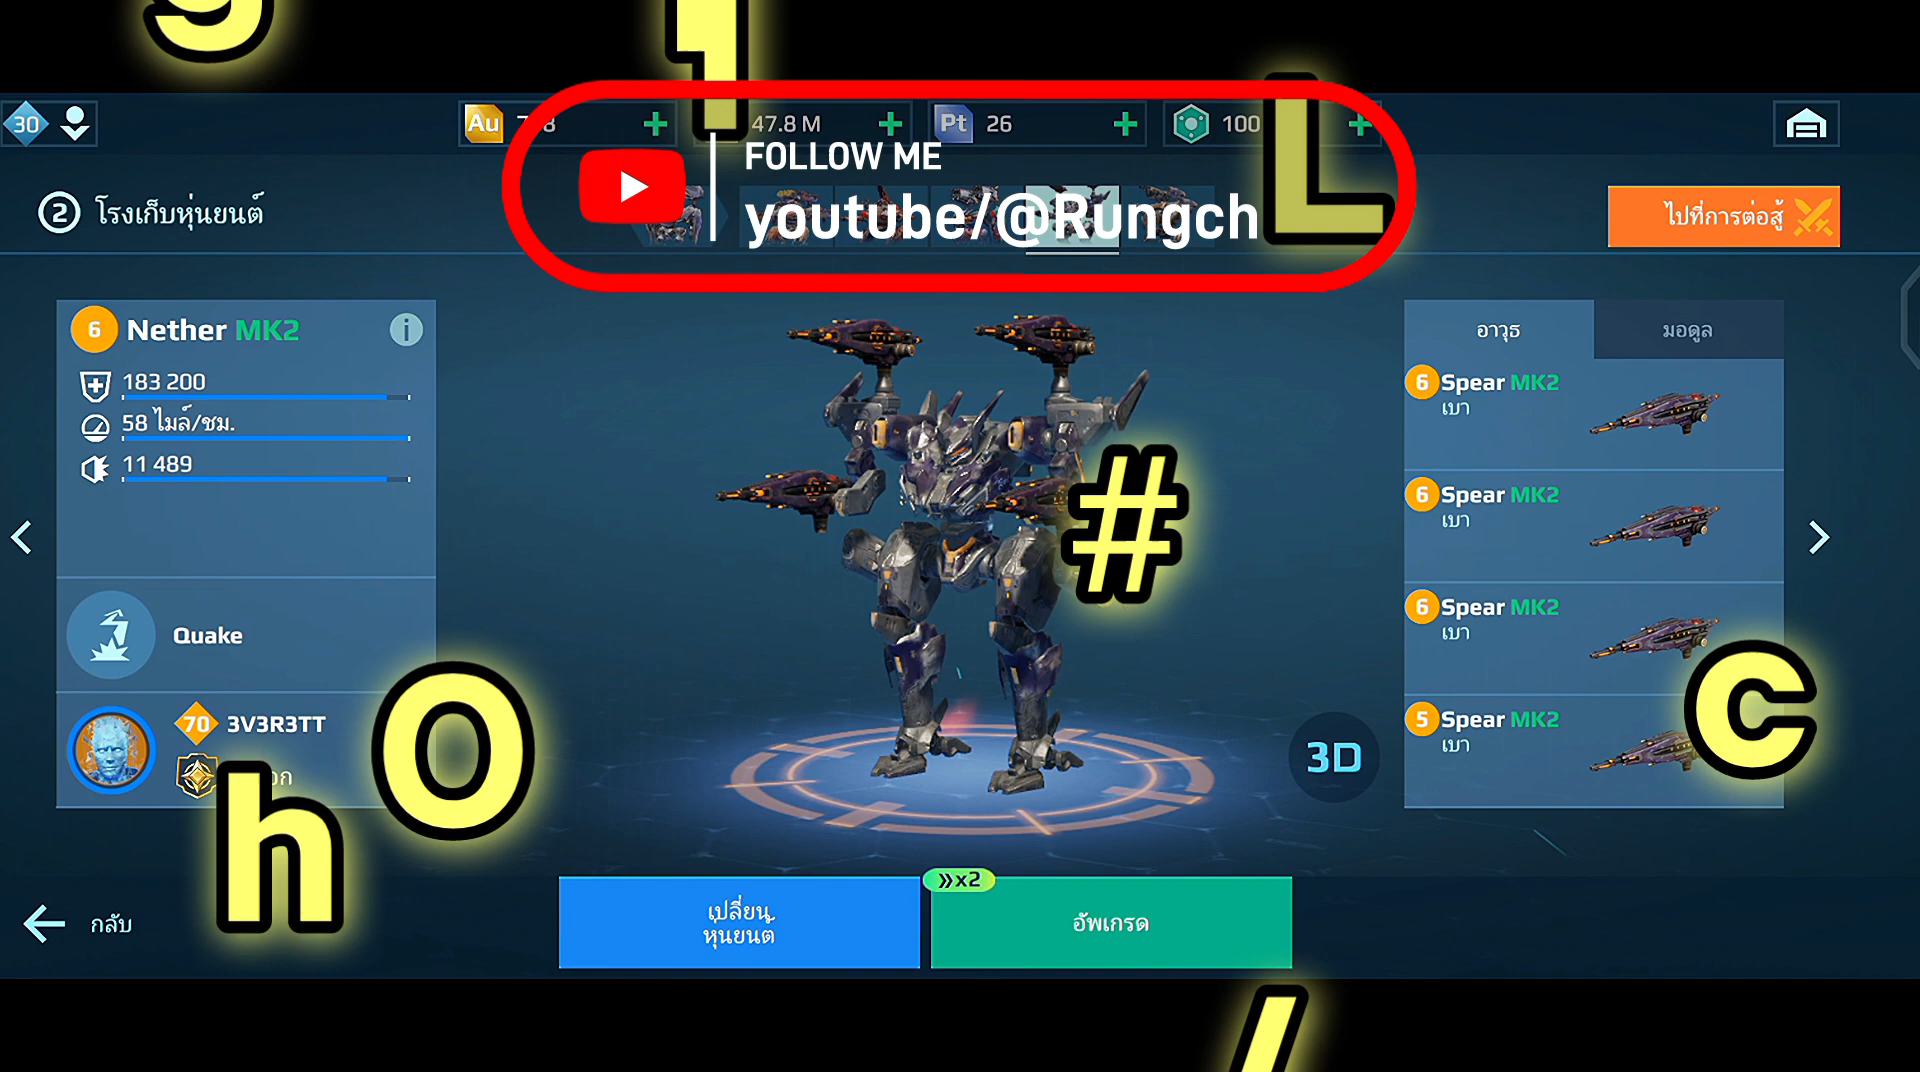 30
Au
47.8 M
Pt 26
100
L
FOLLOW ME
youtube/@Rungch
2 โรงเก็บหุ่นยนต์
ไปที่การต่อสู้
6 Nether MK2
i
183 200
58 ไมล์/ชม.
11 489
Quake
70 3V3R3TT
อาวุธ
มอดูล
6 Spear MK2
เบา
6 Spear MK2
เบา
6 Spear MK2
เบา
5 Spear MK2
เบา
#
c
O
h
3D
กลับ
เปลี่ยน
หุ่นยนต์
x2
อัพเกรด
/